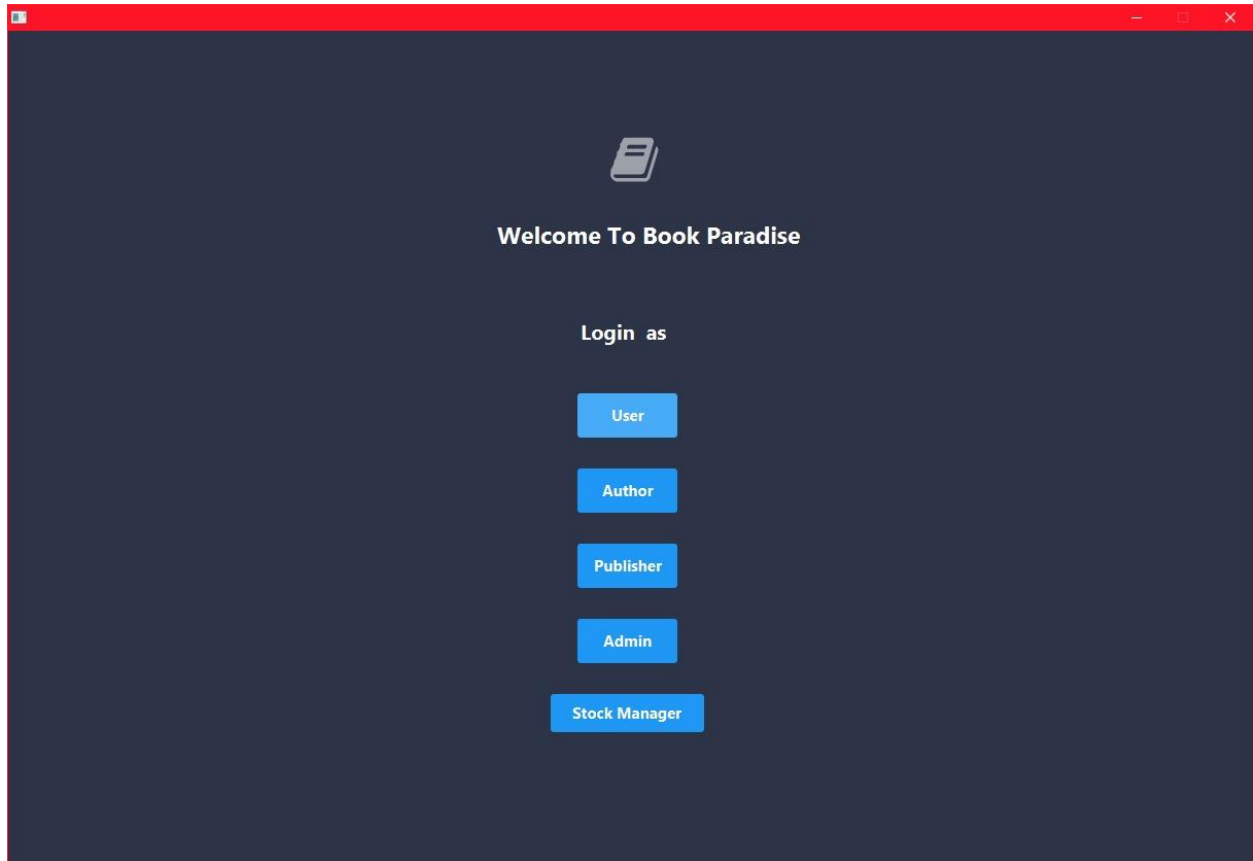 Welcome To Book Paradise
Login as
User
Author
Publisher
Admin
Stock Manager